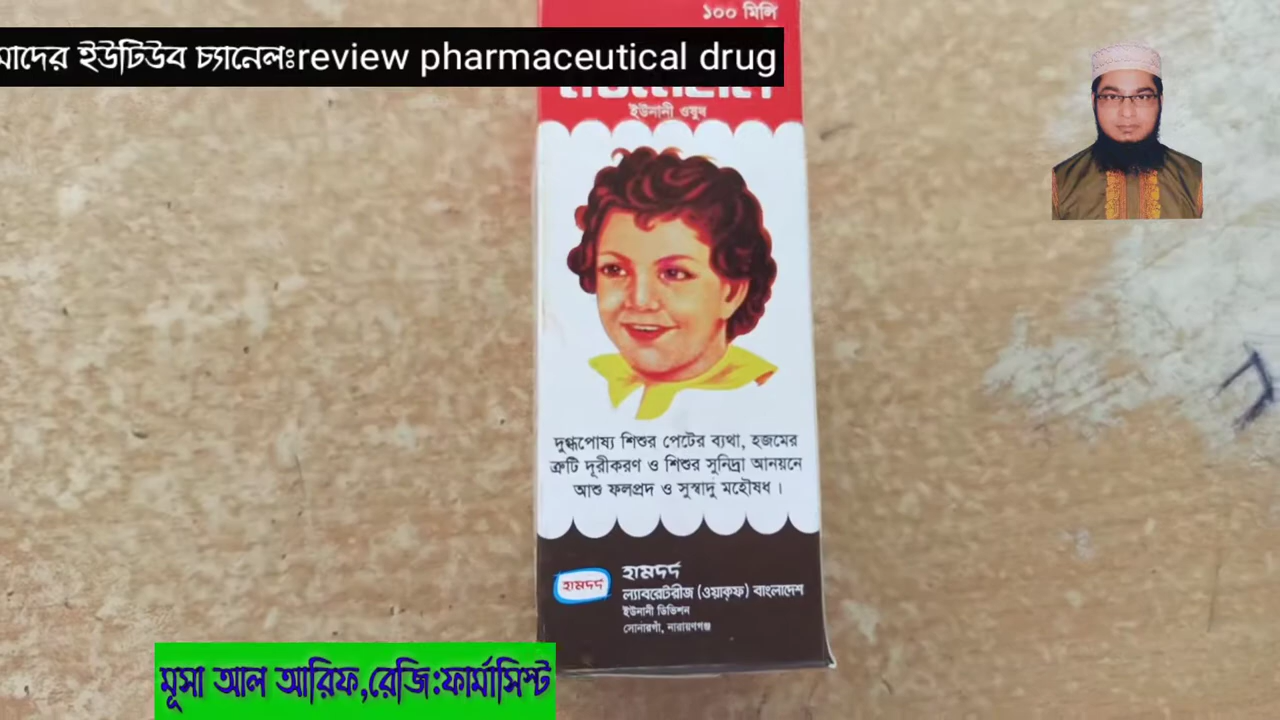 ১০০ মিলি
মাদের ইউটিউব চ্যানেলঃreview pharmaceutical drug
ইউনানী ওষুধ
দুগ্ধপোষ্য শিশুর পেটের ব্যথা, হজমের
ত্রুটি দূরীকরণ ও শিশুর সুনিদ্রা আনয়নে
আশু ফলপ্রদ ও সুস্বাদু মহৌষধ।
হামদর্দ
হামদর্দ
ল্যাবরেটরীজ (ওয়াক্‌ফ) বাংলাদেশ
ইউনানী ডিভিশন
সোনারগাঁ, নারায়ণগঞ্জ
মূসা আল আরিফ,রেজি:ফার্মাসিস্ট